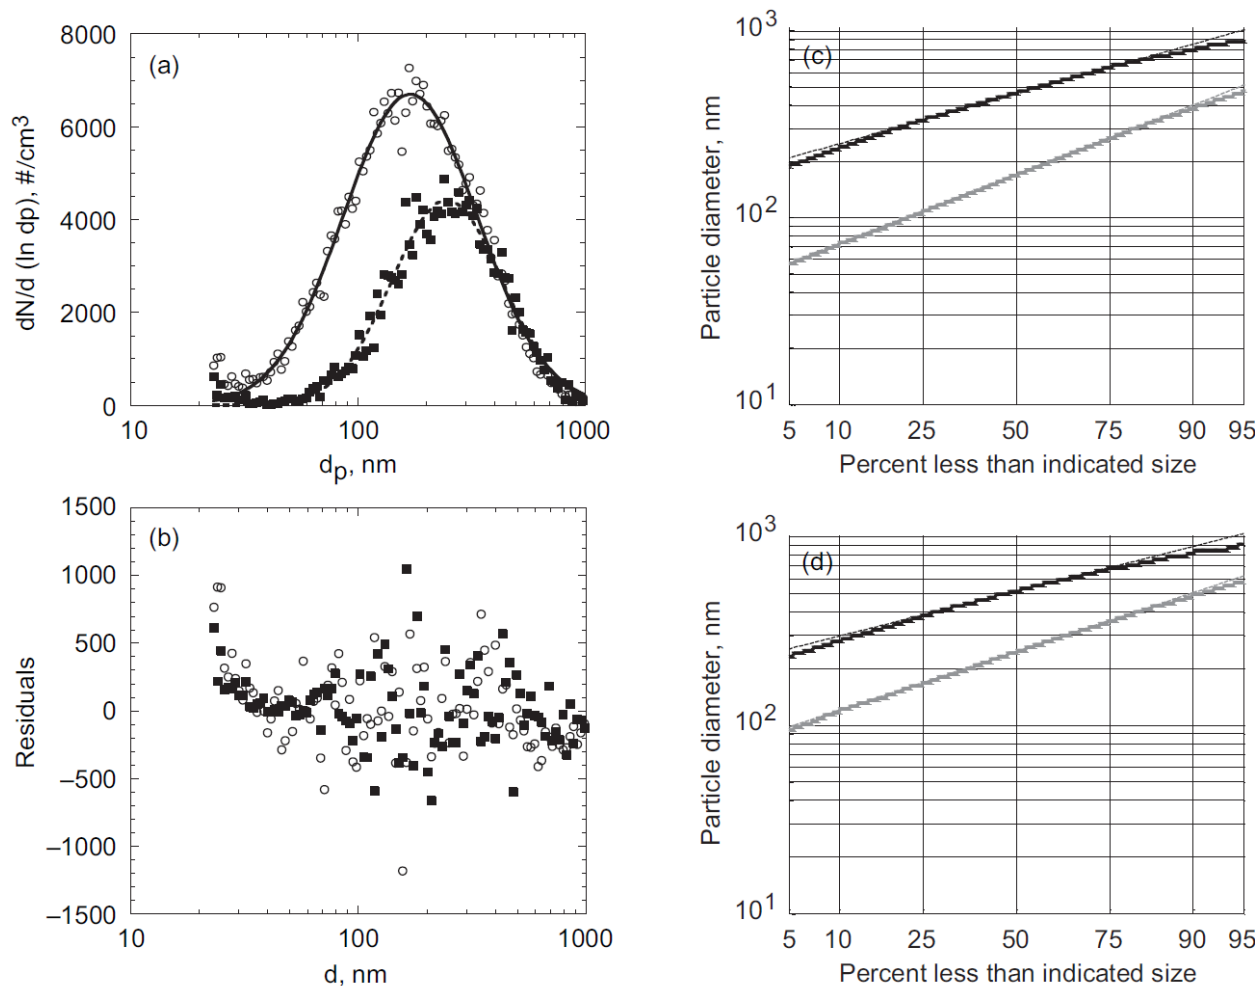 (a)
8000
6000
4000
2000
0
dN/d (ln dp), #/cm3
10 100 1000
dp, nm
(b)
1500
1000
500
0
–500
–1000
–1500
Residuals
10 100 1000
d, nm
(c)
10³
10²
10¹
Particle diameter, nm
5 10 25 50 75 90 95
Percent less than indicated size
(d)
10³
10²
10¹
Particle diameter, nm
5 10 25 50 75 90 95
Percent less than indicated size